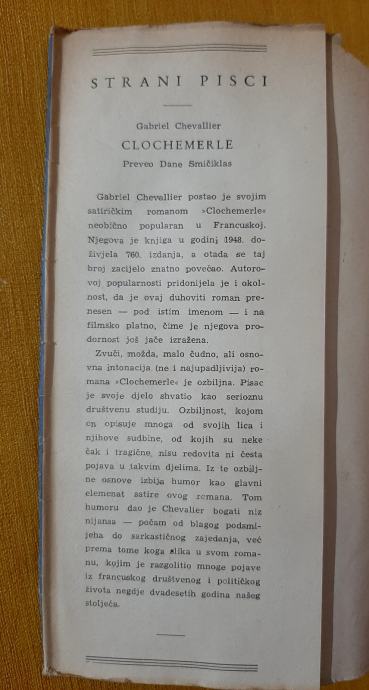 STRANI PISCI
Gabriel Chevallier
CLOCHEMERLE
Preveo Dane Smičiklas
Gabriel Chevallier postao je svojim
satiričkim romanom »Clochemerle«
neobično popularan u Francuskoj.
Njegova je knjiga u godini 1948. do-
življela 760. izdanja, a otada se taj
broj zacijelo znatno povećao. Autoro-
voj popularnosti pridonijela je i okol-
nost, da je ovaj duhoviti roman pre-
nesen — pod istim imenom — i na
filmsko platno, čime je njegova pro-
dornost još jače izražena.
Zvuči, možda, malo čudno, ali osno-
vna intonacija (ne i najupadljivija) ro-
mana »Clochemerle« je ozbiljna. Pisac
je svoje djelo shvatio kao serioznu
društvenu studiju. Ozbiljnost, kojom
on opisuje mnoga od svojih lica i
njihove sudbine, od kojih su neke
čak i tragične, nisu redovita ni česta
pojava u takvim djelima. Iz te ozbilj-
ne osnove izbija humor kao glavni
elemenat satire ovog romana. Tom
humoru dao je Chevalier bogati niz
nijansa — počam od blagog podsmi-
jeha do sarkastičnog zajedanja, već
prema tome koga slika u svom roma-
nu, kojim je razgolitio mnoge pojave
iz francuskog društvenog i političkog
života negdje dvadesetih godina našeg
stoljeća.